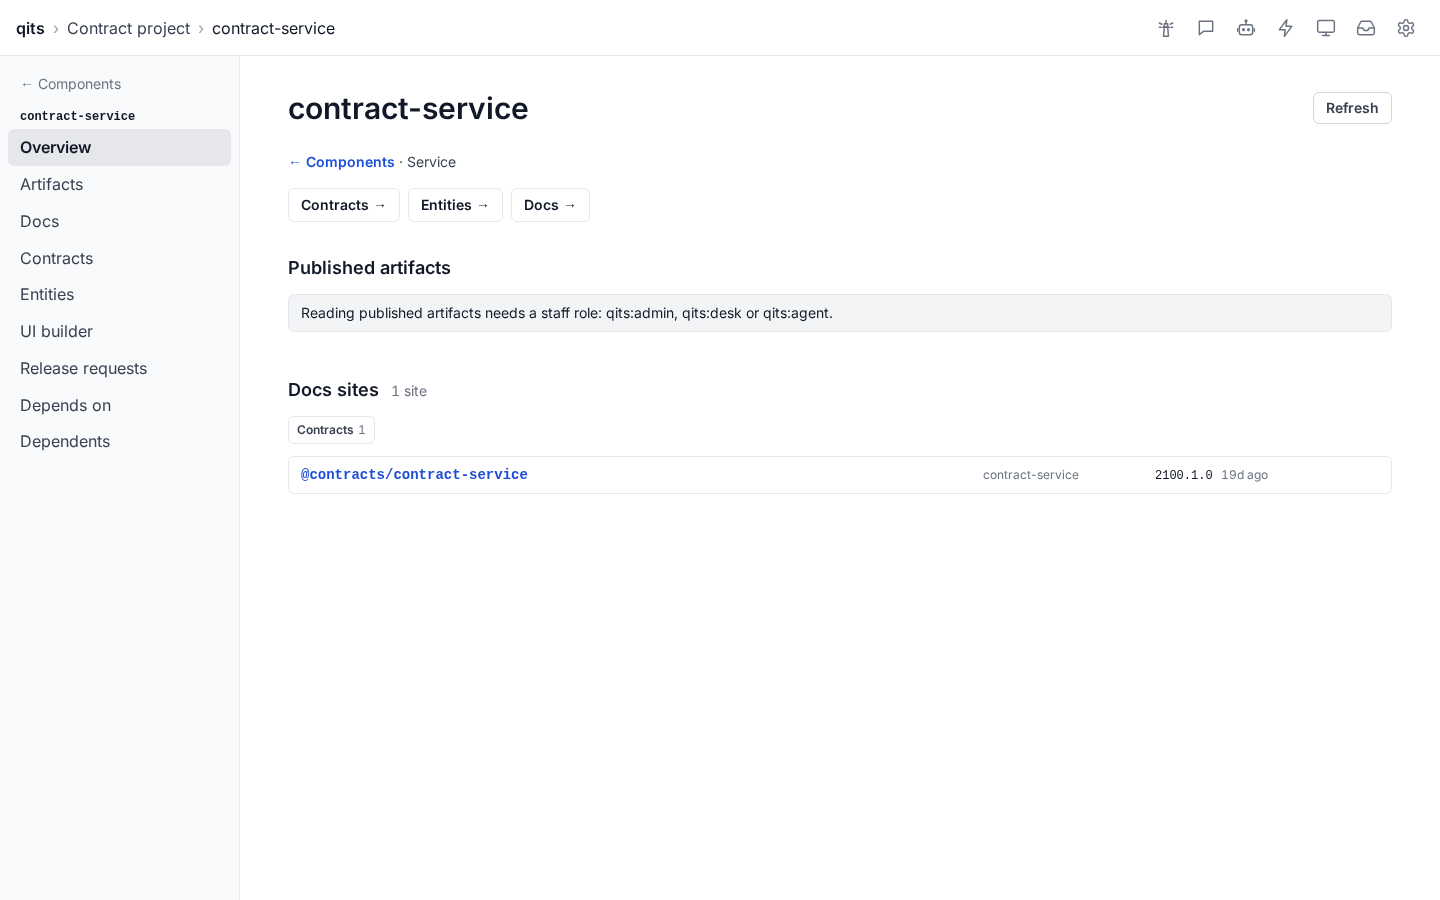 qits › Contract project › contract-service
← Components
contract-service
Overview
Artifacts
Docs
Contracts
Entities
UI builder
Release requests
Depends on
Dependents
contract-service
Refresh
← Components · Service
Contracts → Entities → Docs →
Published artifacts
Reading published artifacts needs a staff role: qits:admin, qits:desk or qits:agent.
Docs sites 1 site
Contracts 1
@contracts/contract-service contract-service 2100.1.0 19d ago